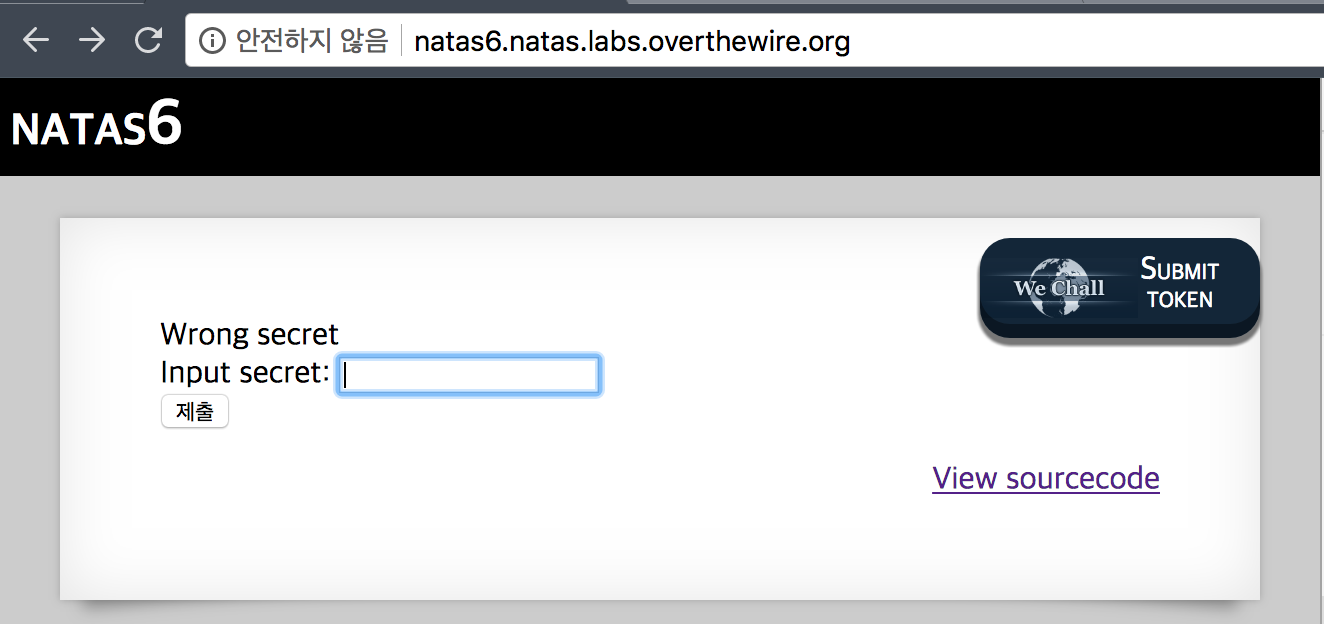 안전하지 않음 natas6.natas.labs.overthewire.org
NATAS6
We Chall
SUBMIT
TOKEN
Wrong secret
Input secret:
제출
View sourcecode